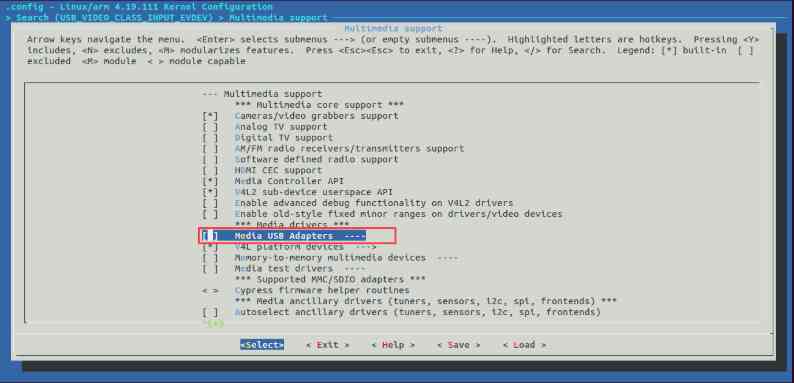 .config - Linux/arm 4.19.111 Kernel Configuration
> Search (USB_VIDEO_CLASS_INPUT_EVDEV) > Multimedia support
Multimedia support
Arrow keys navigate the menu. <Enter> selects submenus ---> (or empty submenus ----). Highlighted letters are hotkeys. Pressing <Y>
includes, <N> excludes, <M> modularizes features. Press <Esc><Esc> to exit, <?> for Help, </> for Search. Legend: [*] built-in [ ]
excluded <M> module < > module capable
--- Multimedia support
*** Multimedia core support ***
[*] Cameras/video grabbers support
[ ] Analog TV support
[ ] Digital TV support
[ ] AM/FM radio receivers/transmitters support
[ ] Software defined radio support
[ ] HDMI CEC support
[*] Media Controller API
[*] V4L2 sub-device userspace API
[ ] Enable advanced debug functionality on V4L2 drivers
[ ] Enable old-style fixed minor ranges on drivers/video devices
*** Media drivers ***
[ ] Media USB Adapters ----
[*] V4L platform devices --->
[ ] Memory-to-memory multimedia devices ----
[ ] Media test drivers ----
*** Supported MMC/SDIO adapters ***
< > Cypress firmware helper routines
*** Media ancillary drivers (tuners, sensors, i2c, spi, frontends) ***
[ ] Autoselect ancillary drivers (tuners, sensors, i2c, spi, frontends)
<Select> < Exit > < Help > < Save > < Load >